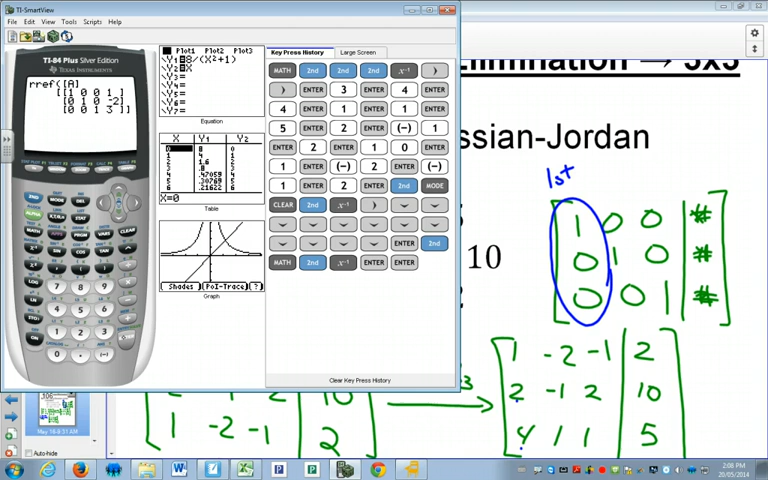 TI-SmartView
File Edit View Tools Scripts Help
TI-84 Plus Silver Edition
TEXAS INSTRUMENTS
rref([A]
[[1 0 0 1 ]
[0 1 0 -2]
[0 0 1 3 ]]
Plot1 Plot2 Plot3
\Y1=8/(X²+1)
\Y2=X
\Y3=
\Y4=
\Y5=
\Y6=
\Y7=
Equation
X Y1 Y2
0 8 0
1 4 1
2 1.6 2
3 .8 3
4 .47059 4
5 .30769 5
6 .21622 6
X=0
Table
Shades PoI-Trace ?
Graph
Key Press History Large Screen
MATH 2nd 2nd 2nd x⁻¹ )
) ENTER 3 ENTER 4 ENTER
4 ENTER 1 ENTER 1 ENTER
5 ENTER 2 ENTER (-) 1
ENTER 2 ENTER 1 0 ENTER
1 ENTER (-) 2 ENTER (-)
1 ENTER 2 ENTER 2nd MODE
CLEAR 2nd x⁻¹ )
ENTER 2nd
MATH 2nd x⁻¹ ENTER ENTER
Clear Key Press History
limination → 3x3
ssian-Jordan
1st
1 0 0 #
0 1 0 #
0 0 1 #
10
1 -2 -1 2
2 -1 2 10
4 1 1 5
10
1 -2 -1 2
3
May 8-8:51 AM
Auto-hide
2:08 PM
20/05/2014